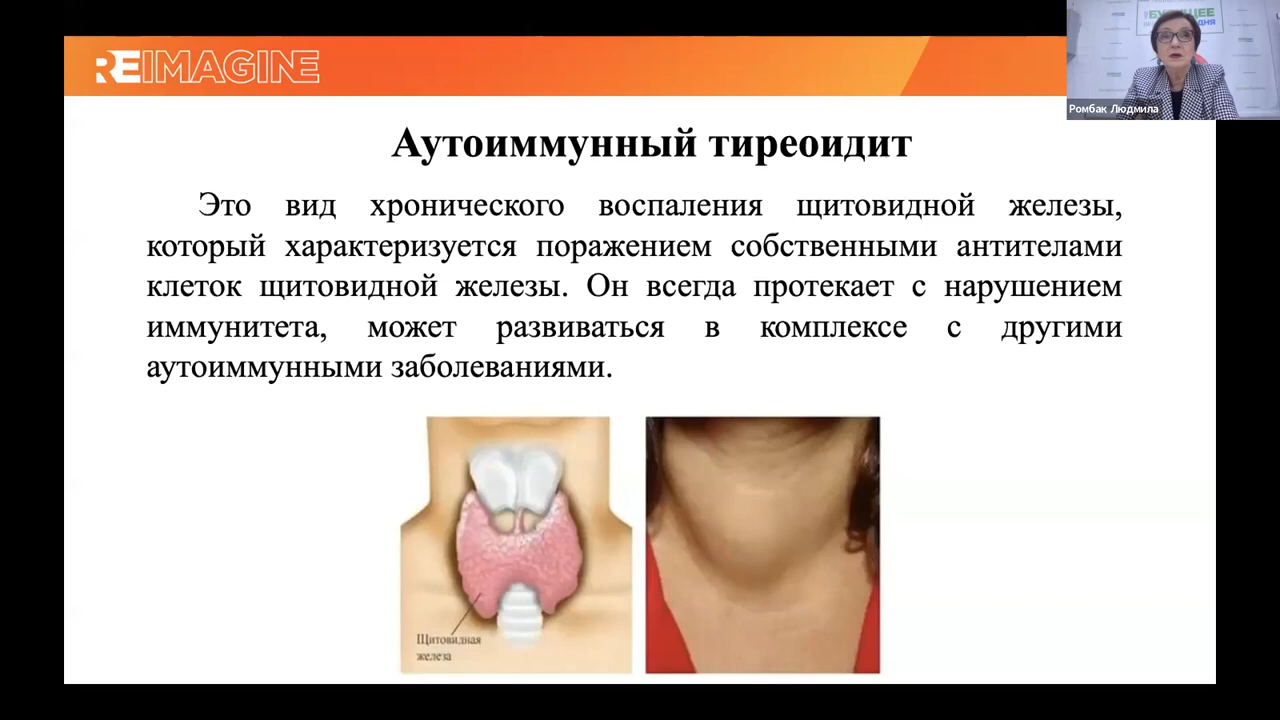 REIMAGINE
Ромбак Людмила
Аутоиммунный тиреоидит
Это вид хронического воспаления щитовидной железы,
который характеризуется поражением собственными антителами
клеток щитовидной железы. Он всегда протекает с нарушением
иммунитета, может развиваться в комплексе с другими
аутоиммунными заболеваниями.
Щитовидная
железа